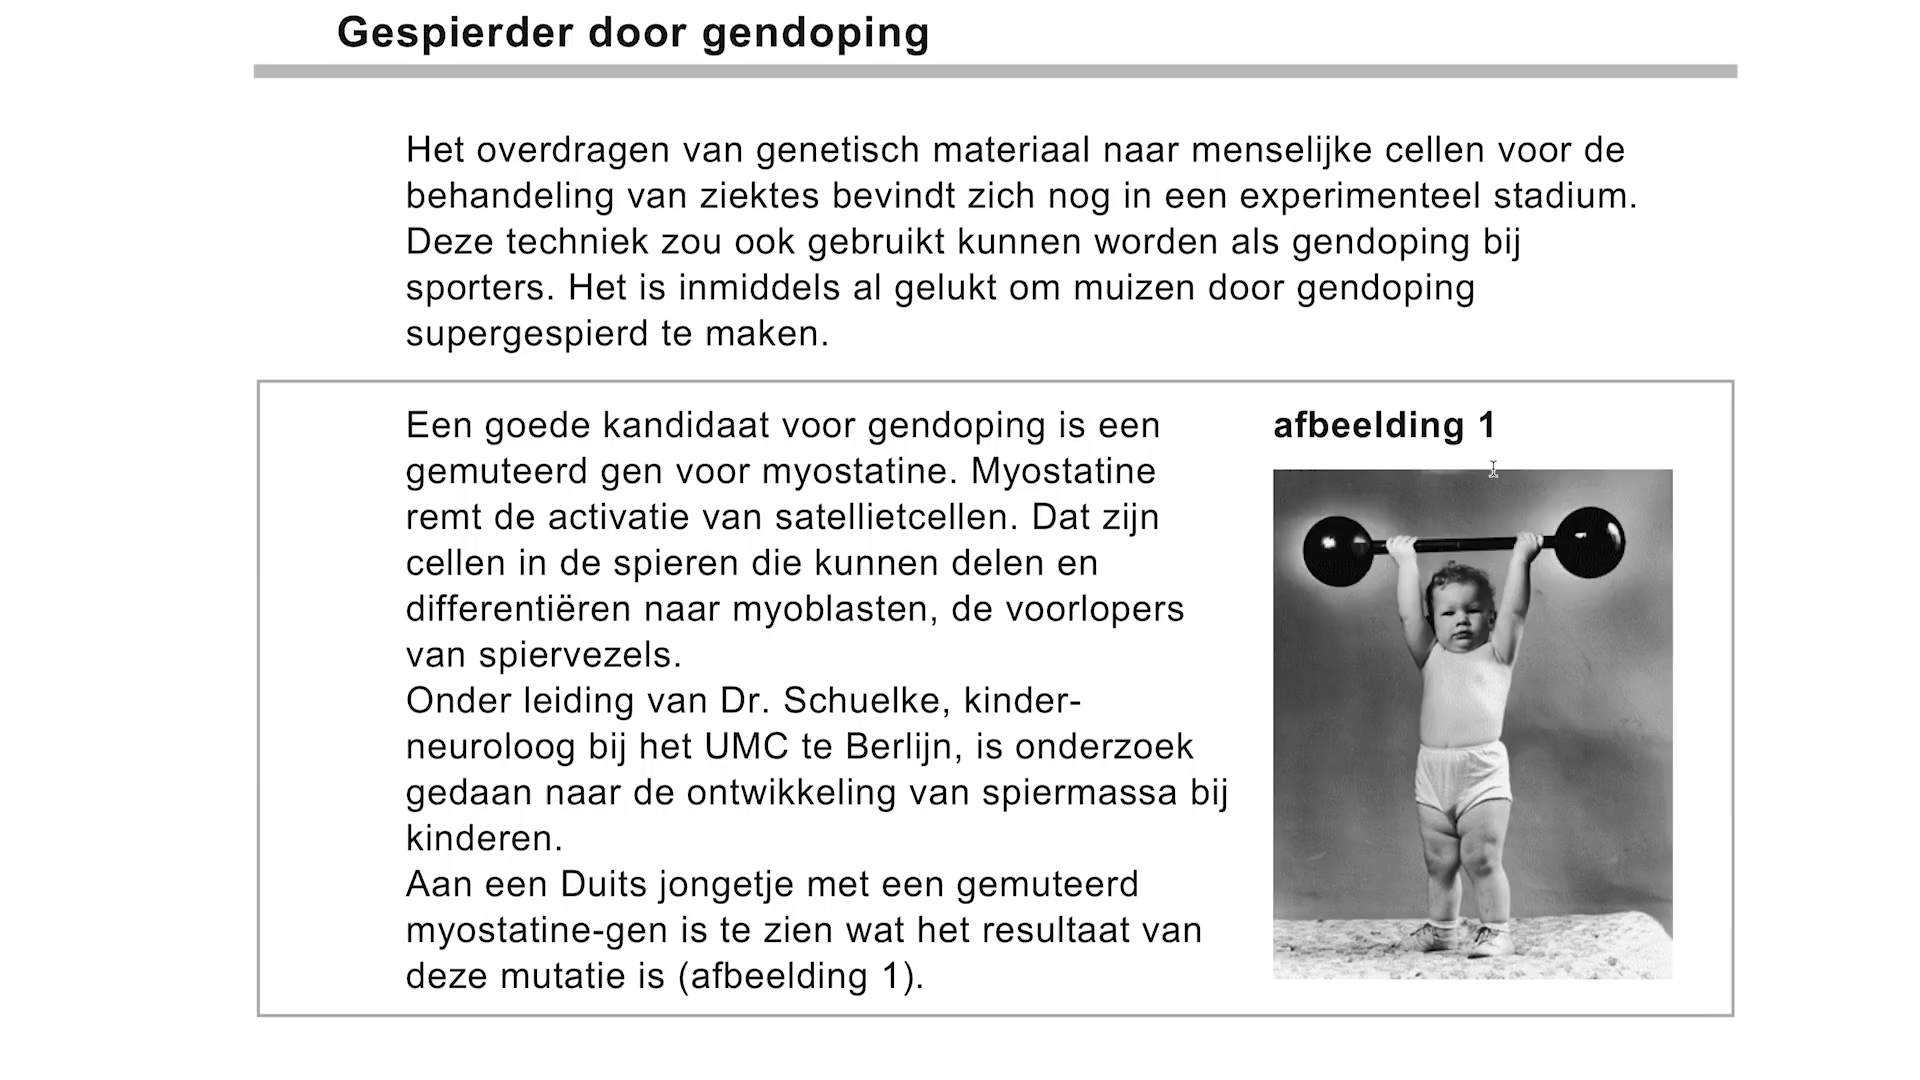 Gespierder door gendoping
Het overdragen van genetisch materiaal naar menselijke cellen voor de
behandeling van ziektes bevindt zich nog in een experimenteel stadium.
Deze techniek zou ook gebruikt kunnen worden als gendoping bij
sporters. Het is inmiddels al gelukt om muizen door gendoping
supergespierd te maken.
Een goede kandidaat voor gendoping is een
gemuteerd gen voor myostatine. Myostatine
remt de activatie van satellietcellen. Dat zijn
cellen in de spieren die kunnen delen en
differentiëren naar myoblasten, de voorlopers
van spiervezels.
Onder leiding van Dr. Schuelke, kinder-
neuroloog bij het UMC te Berlijn, is onderzoek
gedaan naar de ontwikkeling van spiermassa bij
kinderen.
Aan een Duits jongetje met een gemuteerd
myostatine-gen is te zien wat het resultaat van
deze mutatie is (afbeelding 1).
afbeelding 1